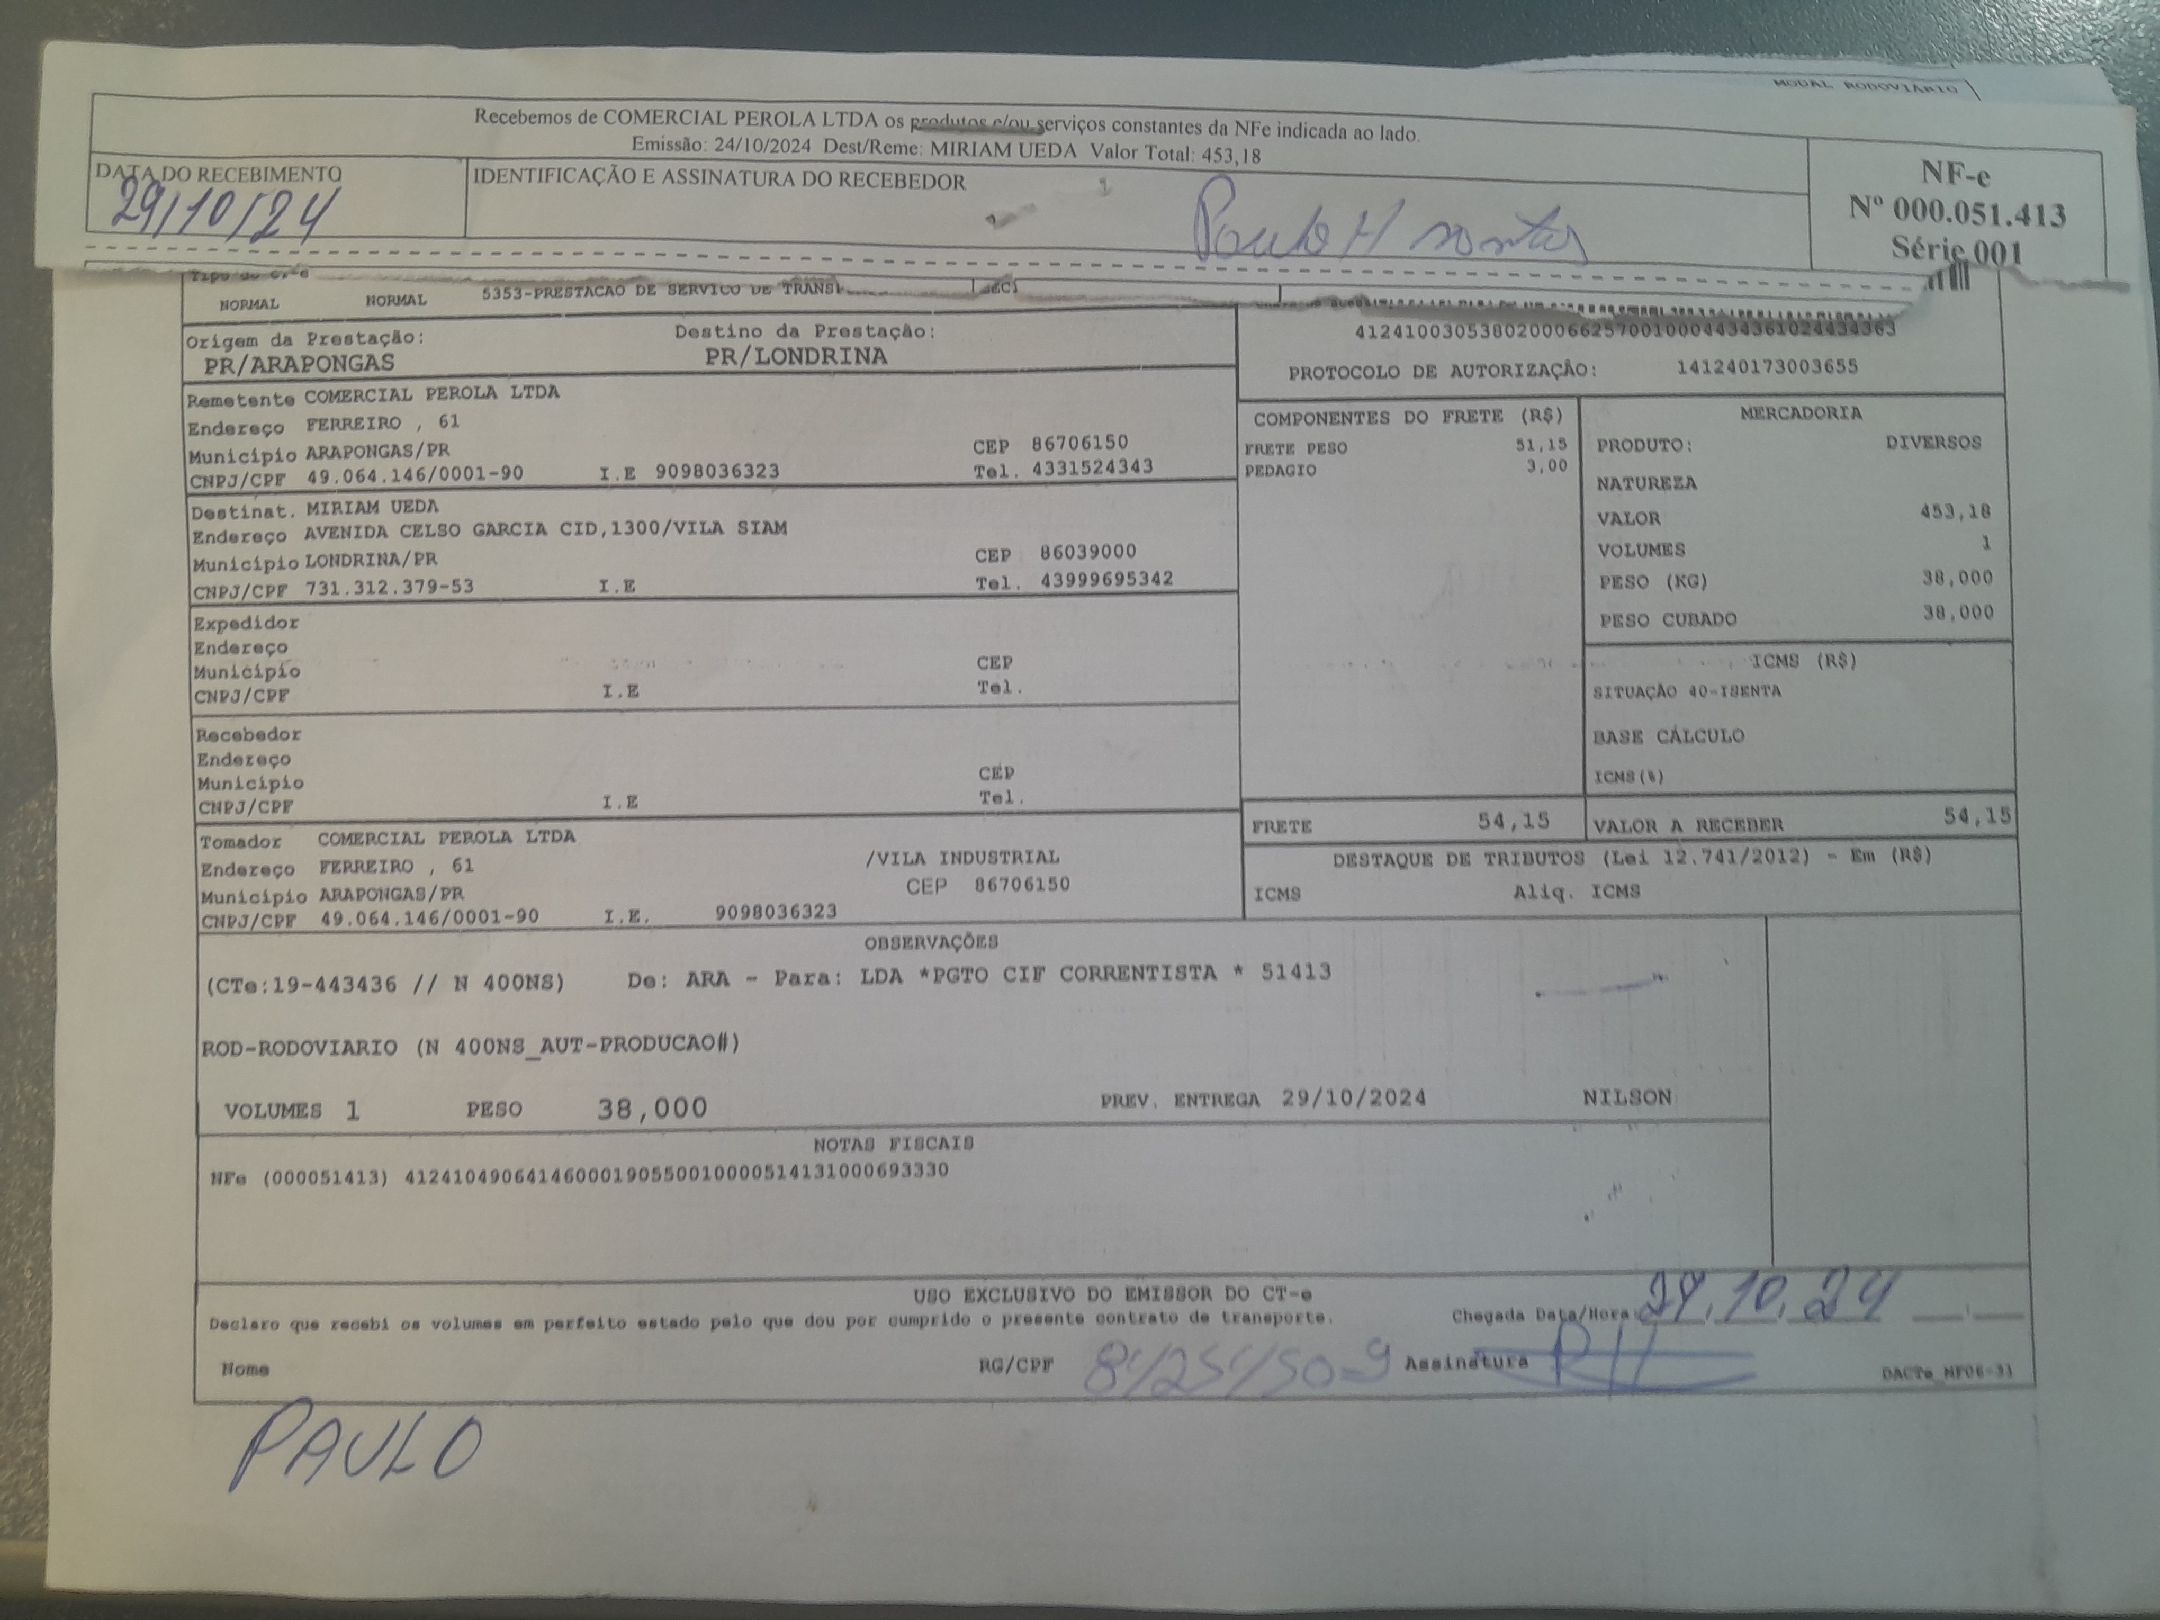 MODAL RODOVIÁRIO
Recebemos de COMERCIAL PEROLA LTDA os produtos e/ou serviços constantes da NFe indicada ao lado.
Emissão: 24/10/2024 Dest/Reme: MIRIAM UEDA Valor Total: 453,18
DATA DO RECEBIMENTO
29/10/24
IDENTIFICAÇÃO E ASSINATURA DO RECEBEDOR
Paulo H
NF-e
Nº 000.051.413
Série 001
Tipo do CT-e
NORMAL NORMAL 5353-PRESTACAO DE SERVICO DE TRANSP
41241003053802000662570010004434361024434363
Origem da Prestação: Destino da Prestação:
PR/ARAPONGAS PR/LONDRINA
PROTOCOLO DE AUTORIZAÇÃO: 141240173003655
Remetente COMERCIAL PEROLA LTDA
Endereço FERREIRO , 61
Município ARAPONGAS/PR CEP 86706150
CNPJ/CPF 49.064.146/0001-90 I.E 9098036323 Tel. 4331524343
Destinat. MIRIAM UEDA
Endereço AVENIDA CELSO GARCIA CID,1300/VILA SIAM
Município LONDRINA/PR CEP 86039000
CNPJ/CPF 731.312.379-53 I.E Tel. 43999695342
Expedidor
Endereço
Município CEP
CNPJ/CPF I.E Tel.
Recebedor
Endereço
Município CEP
CNPJ/CPF I.E Tel.
Tomador COMERCIAL PEROLA LTDA
Endereço FERREIRO , 61 /VILA INDUSTRIAL
Município ARAPONGAS/PR CEP 86706150
CNPJ/CPF 49.064.146/0001-90 I.E. 9098036323
COMPONENTES DO FRETE (R$)
FRETE PESO 51,15
PEDAGIO 3,00
MERCADORIA
PRODUTO: DIVERSOS
NATUREZA
VALOR 453,18
VOLUMES 1
PESO (KG) 38,000
PESO CUBADO 38,000
ICMS (R$)
SITUAÇÃO 40-ISENTA
BASE CÁLCULO
ICMS(%)
FRETE 54,15 VALOR A RECEBER 54,15
DESTAQUE DE TRIBUTOS (Lei 12.741/2012) - Em (R$)
ICMS Aliq. ICMS
OBSERVAÇÕES
(CTe:19-443436 // N 400NS) De: ARA - Para: LDA *PGTO CIF CORRENTISTA * 51413
ROD-RODOVIARIO (N 400NS_AUT-PRODUCAO#)
VOLUMES 1 PESO 38,000 PREV. ENTREGA 29/10/2024 NILSON
NOTAS FISCAIS
NFe (000051413) 41241049064146000190550010000514131000693330
USO EXCLUSIVO DO EMISSOR DO CT-e
Declaro que recebi os volumes em perfeito estado pelo que dou por cumprido o presente contrato de transporte. Chegada Data/Hora 29.10.24
Nome RG/CPF Assinatura DACTe_MF06-31
PAULO